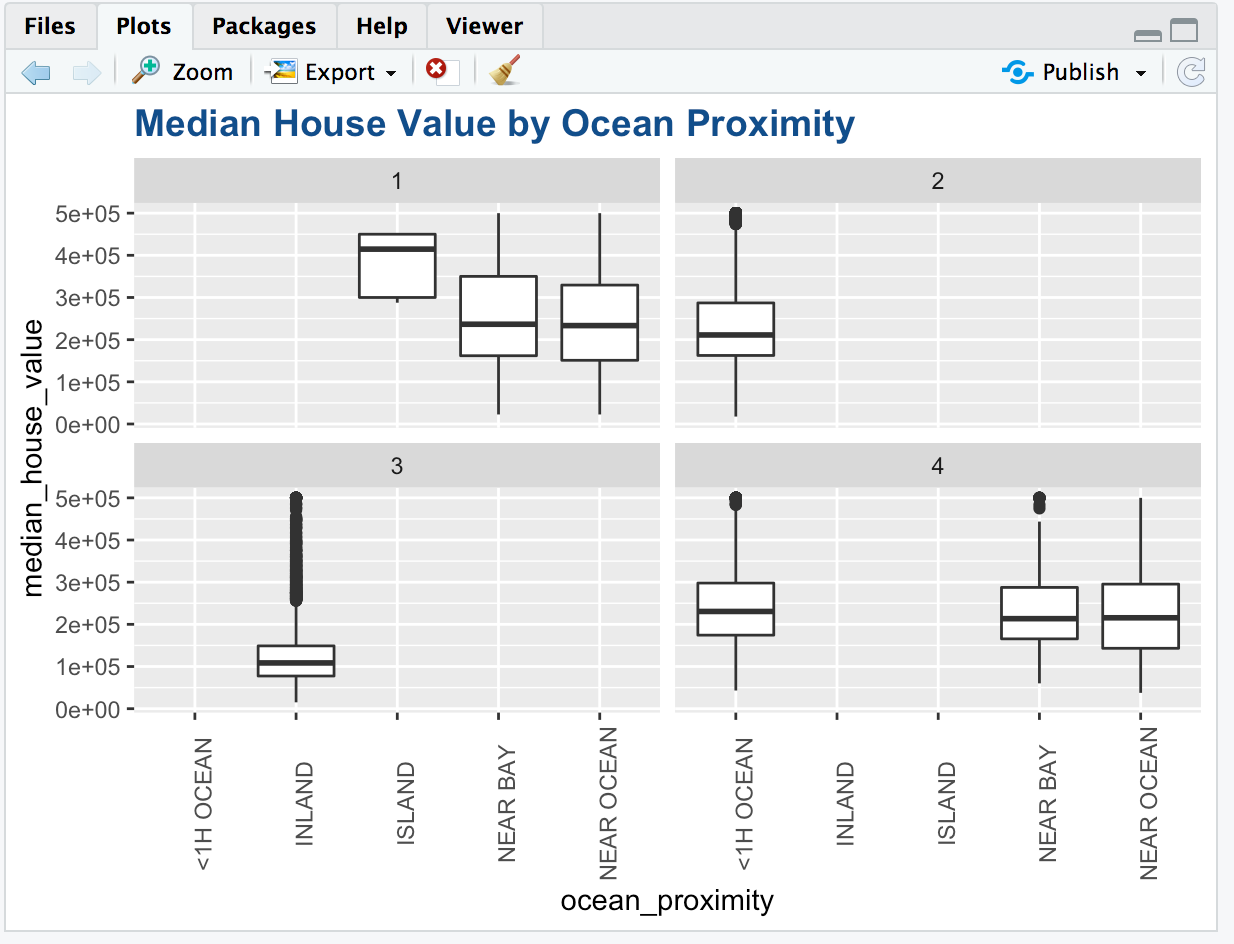 Files Plots Packages Help Viewer
Zoom Export Publish
Median House Value by Ocean Proximity
1 2
5e+05
4e+05
3e+05
2e+05
1e+05
0e+00
3 4
5e+05
4e+05
3e+05
2e+05
1e+05
0e+00
median_house_value
<1H OCEAN INLAND ISLAND NEAR BAY NEAR OCEAN <1H OCEAN INLAND ISLAND NEAR BAY NEAR OCEAN
ocean_proximity